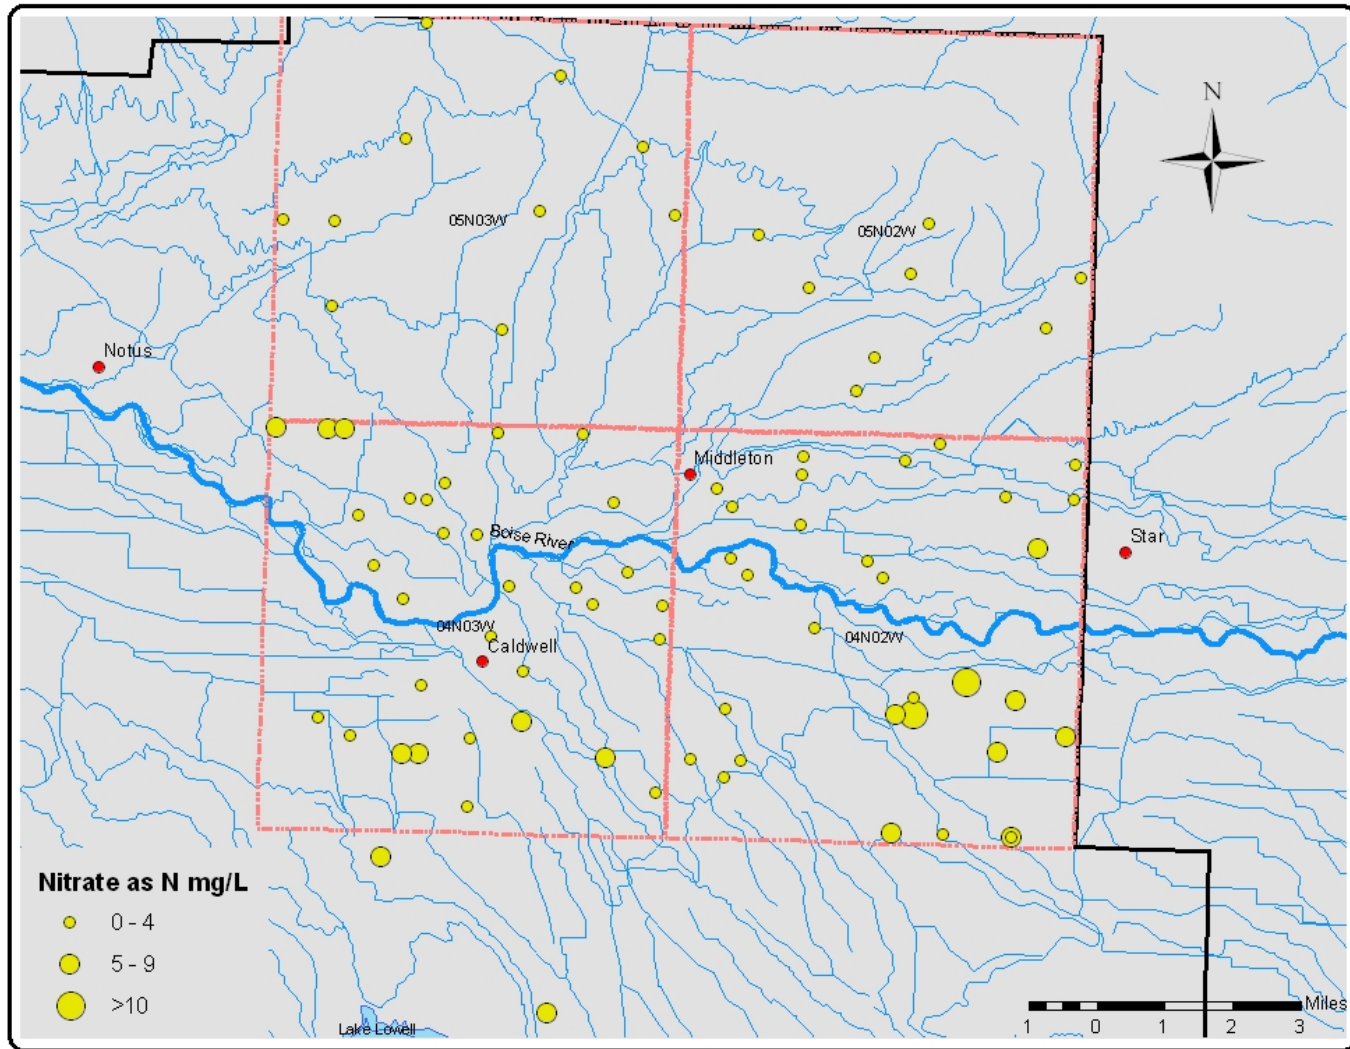 N
05N03W
05N02W
Notus
Middleton
Boise River
Star
04N03W
04N02W
Caldwell
Nitrate as N mg/L
0 - 4
5 - 9
>10
Lake Lowell
Miles
1 0 1 2 3